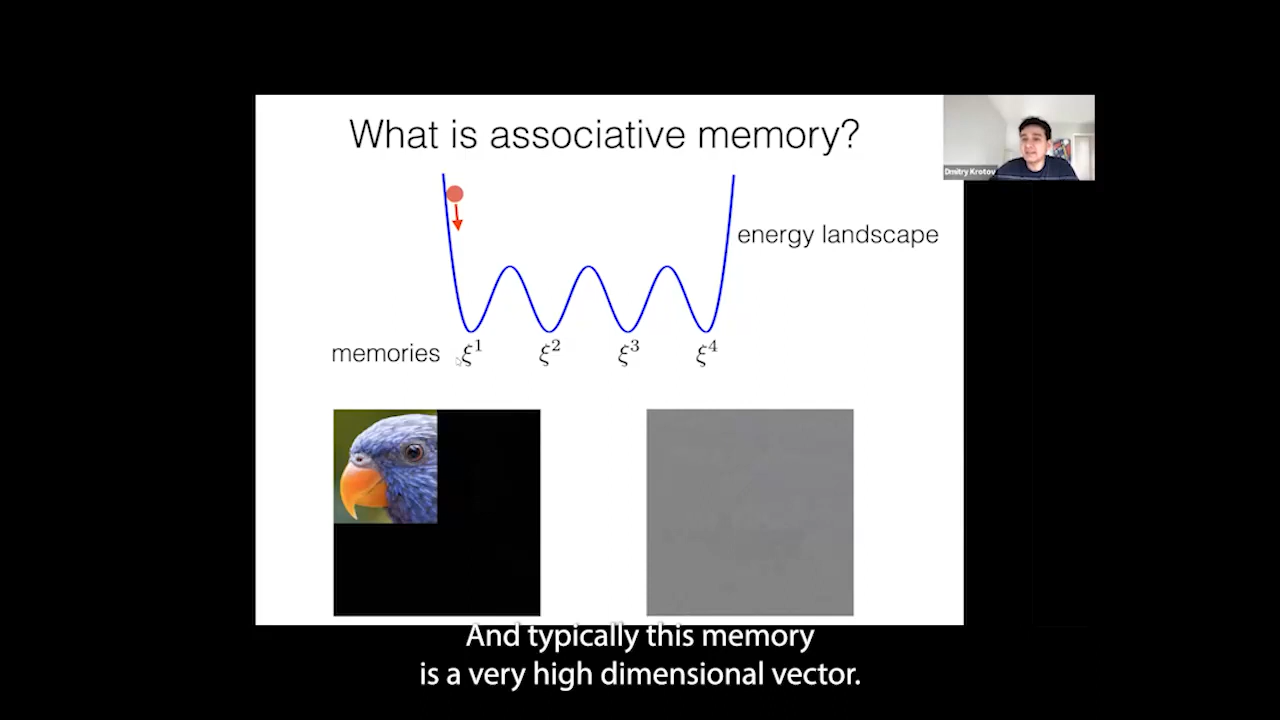 What is associative memory?
Dmitry Krotov
energy landscape
memories ξ¹ ξ² ξ³ ξ⁴
And typically this memory
is a very high dimensional vector.